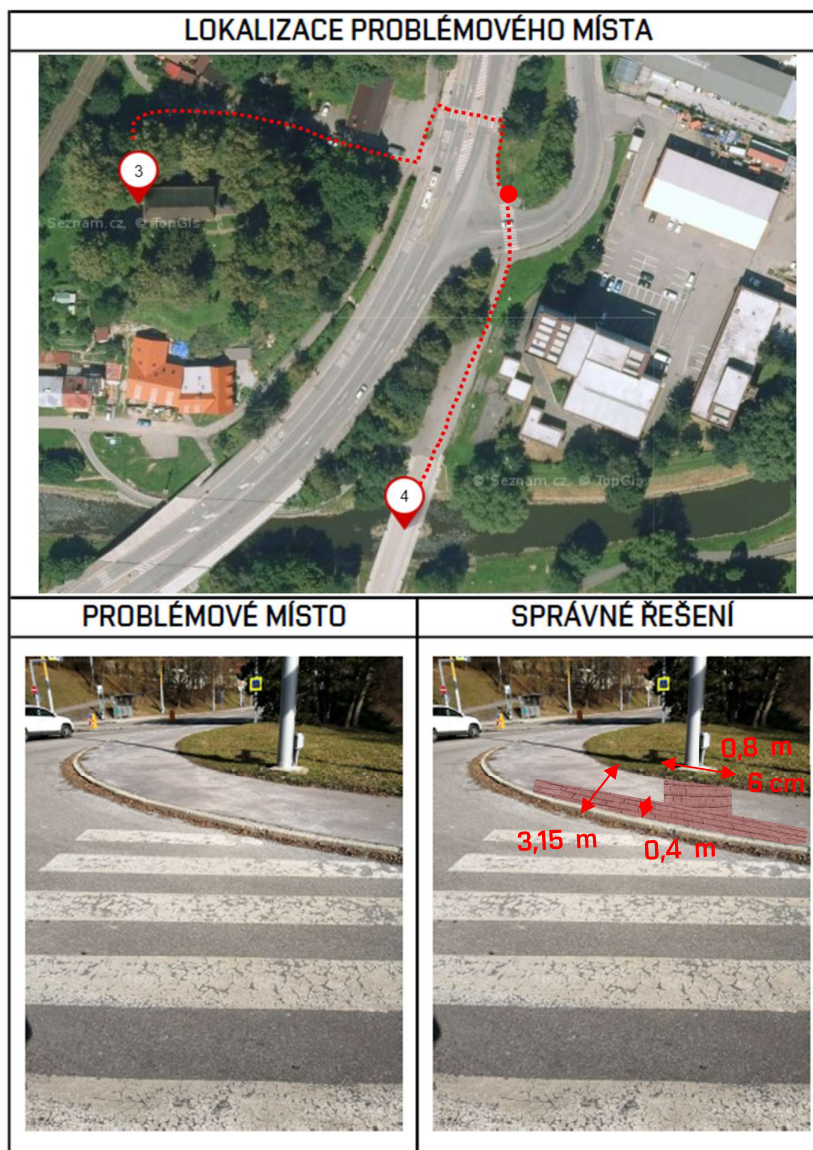 LOKALIZACE PROBLÉMOVÉHO MÍSTA
3
Seznam.cz, © TopGis
4
© Seznam.cz, © TopGis
PROBLÉMOVÉ MÍSTO
SPRÁVNÉ ŘEŠENÍ
0,8 m
6 cm
3,15 m
0,4 m